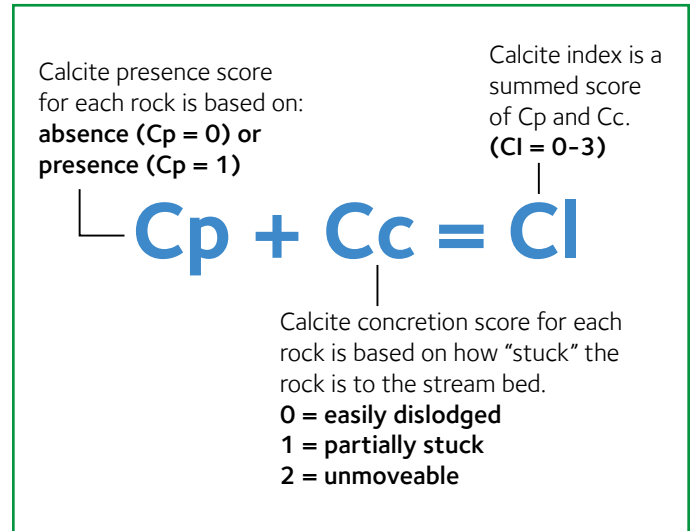 Calcite presence score
for each rock is based on:
absence (Cp = 0) or
presence (Cp = 1)
Calcite index is a
summed score
of Cp and Cc.
(Cl = 0–3)
Cp + Cc = Cl
Calcite concretion score for each
rock is based on how “stuck” the
rock is to the stream bed.
0 = easily dislodged
1 = partially stuck
2 = unmoveable